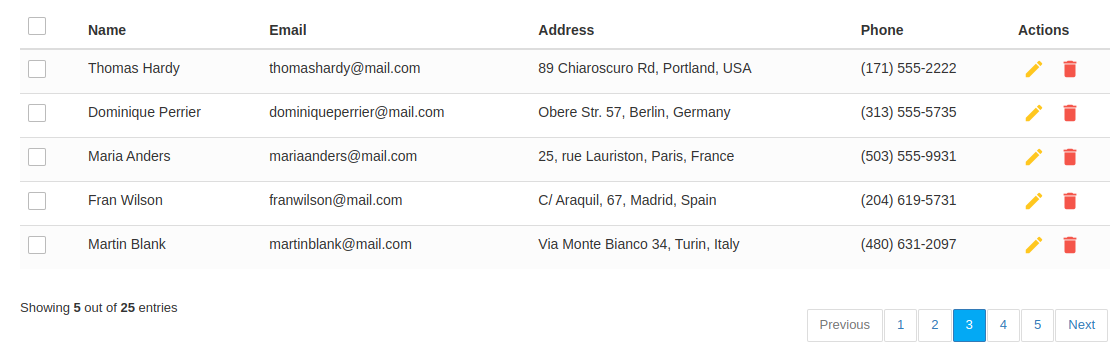 Name Email Address Phone Actions
Thomas Hardy thomashardy@mail.com 89 Chiaroscuro Rd, Portland, USA (171) 555-2222
Dominique Perrier dominiqueperrier@mail.com Obere Str. 57, Berlin, Germany (313) 555-5735
Maria Anders mariaanders@mail.com 25, rue Lauriston, Paris, France (503) 555-9931
Fran Wilson franwilson@mail.com C/ Araquil, 67, Madrid, Spain (204) 619-5731
Martin Blank martinblank@mail.com Via Monte Bianco 34, Turin, Italy (480) 631-2097
Showing 5 out of 25 entries
Previous 1 2 3 4 5 Next